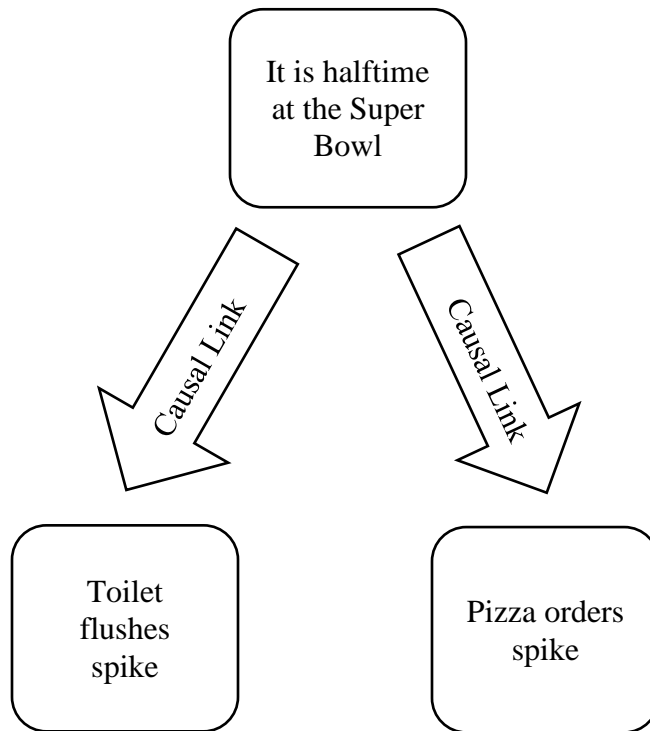 It is halftime
at the Super
Bowl
Causal Link
Causal Link
Toilet
flushes
spike
Pizza orders
spike